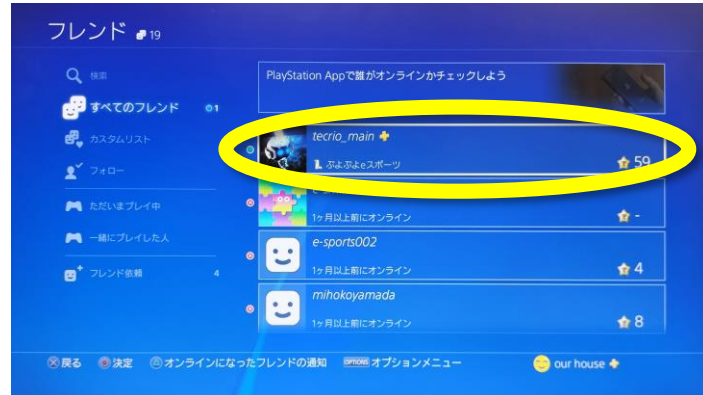 フレンド 19
検索
すべてのフレンド 1
カスタムリスト
フォロー
ただいまプレイ中
一緒にプレイした人
フレンド依頼 4
PlayStation Appで誰がオンラインかチェックしよう
tecrio_main
ぷよぷよeスポーツ
59
1ヶ月以上前にオンライン
-
e-sports002
1ヶ月以上前にオンライン
4
mihokoyamada
1ヶ月以上前にオンライン
8
戻る 決定 オンラインになったフレンドの通知 OPTIONS オプションメニュー
our house